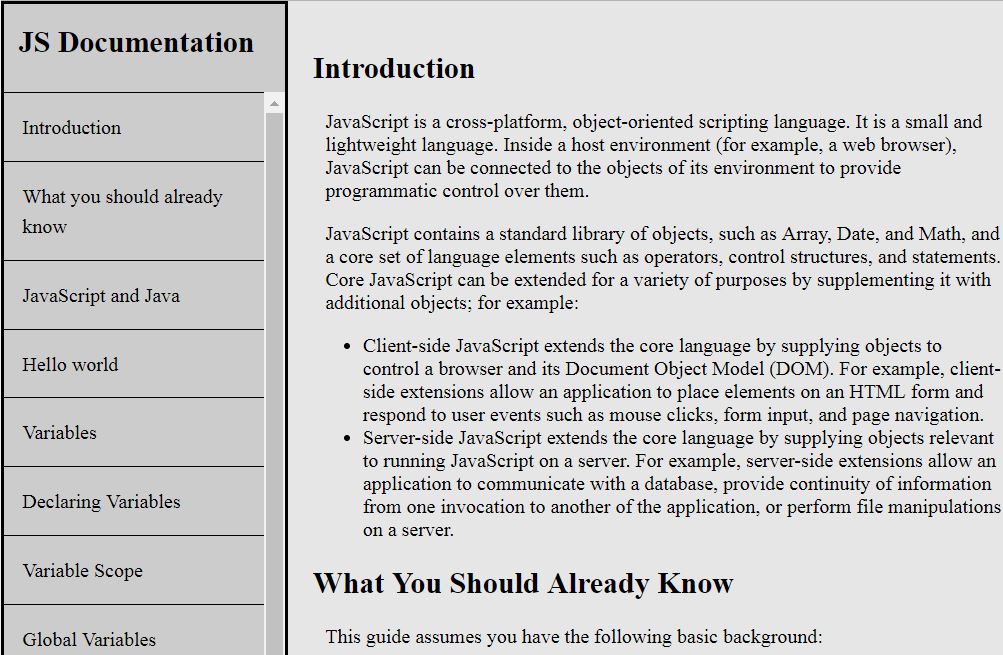 JS Documentation
Introduction
What you should already
know
JavaScript and Java
Hello world
Variables
Declaring Variables
Variable Scope
Global Variables
Introduction
JavaScript is a cross-platform, object-oriented scripting language. It is a small and
lightweight language. Inside a host environment (for example, a web browser),
JavaScript can be connected to the objects of its environment to provide
programmatic control over them.
JavaScript contains a standard library of objects, such as Array, Date, and Math, and
a core set of language elements such as operators, control structures, and statements.
Core JavaScript can be extended for a variety of purposes by supplementing it with
additional objects; for example:
• Client-side JavaScript extends the core language by supplying objects to
control a browser and its Document Object Model (DOM). For example, client-
side extensions allow an application to place elements on an HTML form and
respond to user events such as mouse clicks, form input, and page navigation.
• Server-side JavaScript extends the core language by supplying objects relevant
to running JavaScript on a server. For example, server-side extensions allow an
application to communicate with a database, provide continuity of information
from one invocation to another of the application, or perform file manipulations
on a server.
What You Should Already Know
This guide assumes you have the following basic background: